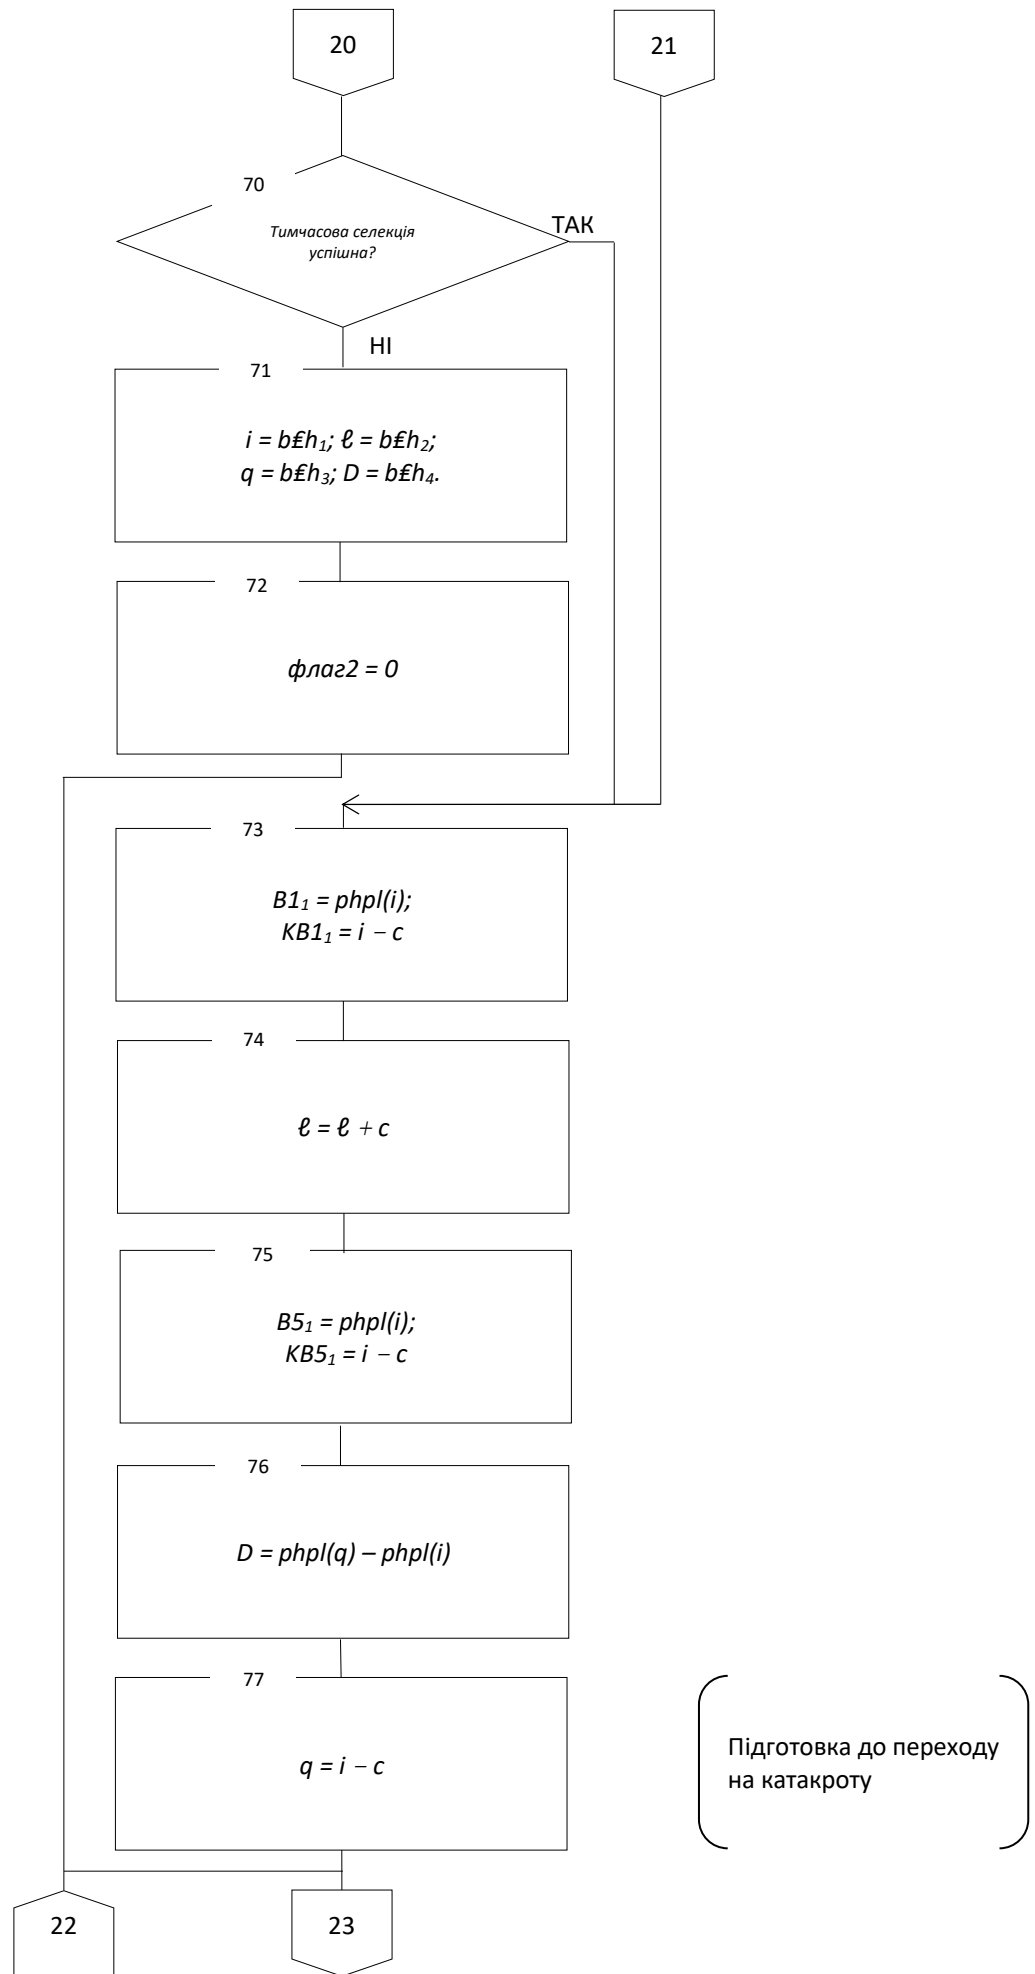 20
21
70
Тимчасова селекція
успішна?
ТАК
НІ
71
i = b₤h₁; ℓ = b₤h₂;
q = b₤h₃; D = b₤h₄.
72
флаг2 = 0
73
B1₁ = phpl(i);
KB1₁ = i – c
74
ℓ = ℓ + c
75
B5₁ = phpl(i);
KB5₁ = i – c
76
D = phpl(q) – phpl(i)
77
q = i – c
Підготовка до переходу
на катакроту
22
23